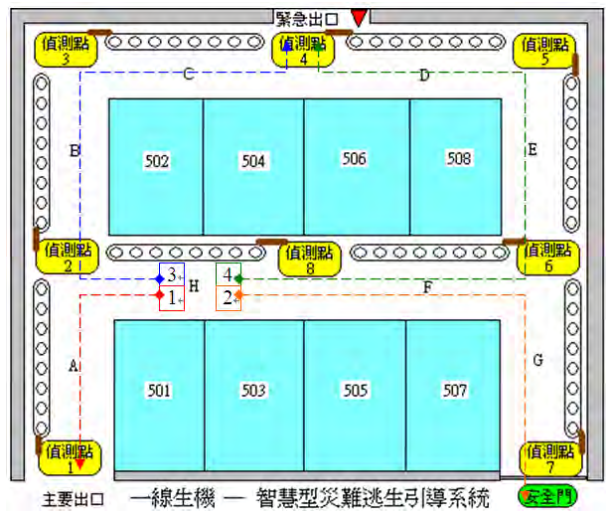 緊急出口
偵測點
3
偵測點
4
偵測點
5
C
D
B
E
502
504
506
508
偵測點
2
偵測點
8
偵測點
6
3
4
H
1
2
F
A
G
501
503
505
507
偵測點
1
偵測點
7
主要出口
一線生機 — 智慧型災難逃生引導系統
安全門